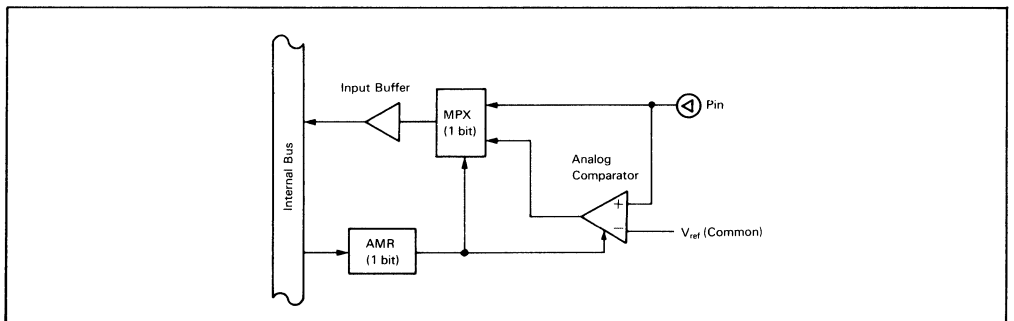 Input Buffer
MPX
(1 bit)
Pin
Internal Bus
Analog
Comparator
+
−
V_ref (Common)
AMR
(1 bit)